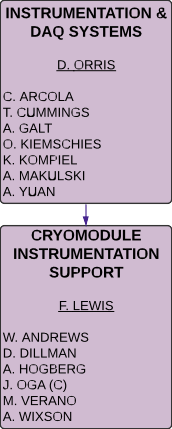 INSTRUMENTATION &
DAQ SYSTEMS
D. ORRIS
C. ARCOLA
T. CUMMINGS
A. GALT
O. KIEMSCHIES
K. KOMPIEL
A. MAKULSKI
A. YUAN
CRYOMODULE
INSTRUMENTATION
SUPPORT
F. LEWIS
W. ANDREWS
D. DILLMAN
A. HOGBERG
J. OGA (C)
M. VERANO
A. WIXSON